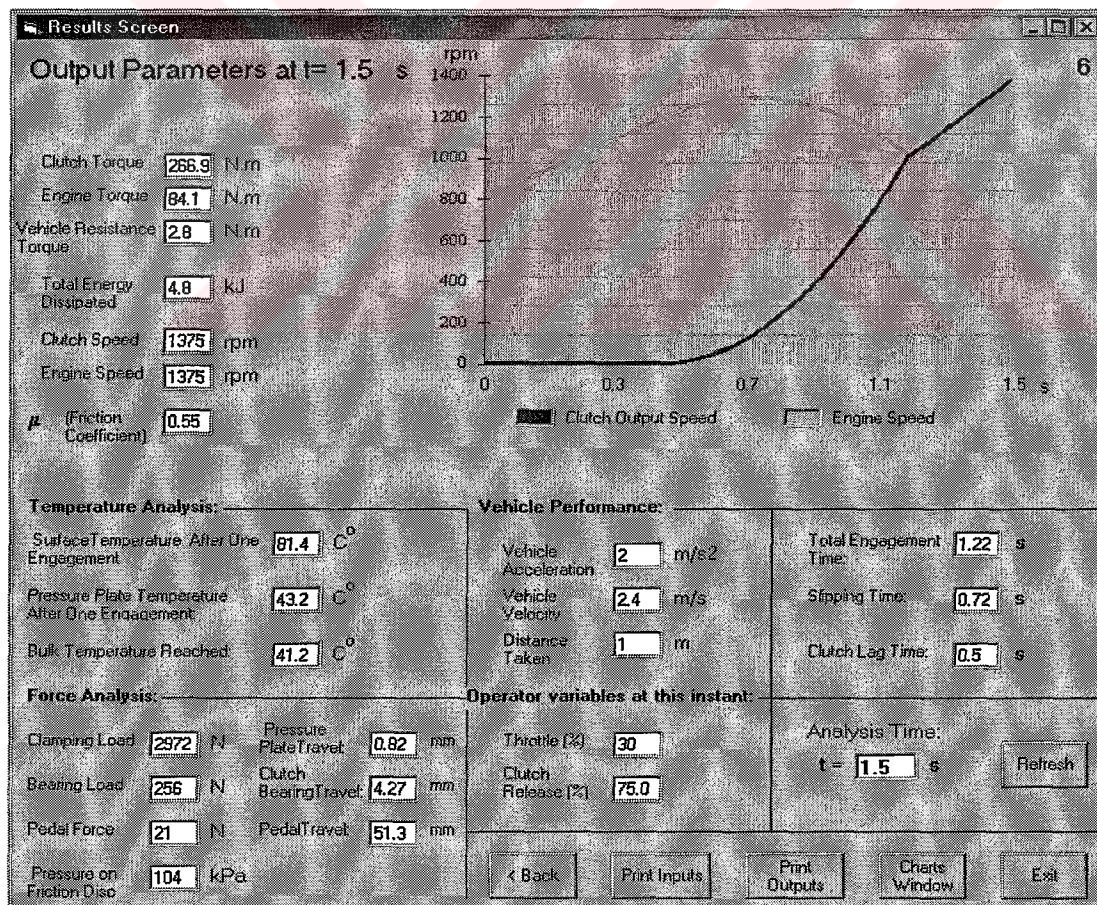 Results Screen
Output Parameters at t= 1.5 s
6
Clutch Torque 266.9 N.m
Engine Torque 84.1 N.m
Vehicle Resistance Torque 2.8 N.m
Total Energy Dissipated 4.8 kJ
Clutch Speed 1375 rpm
Engine Speed 1375 rpm
μ (Friction Coefficient) 0.55
rpm
1400
1200
1000
800
600
400
200
0
0 0.3 0.7 1.1 1.5 s
Clutch Output Speed Engine Speed
Temperature Analysis:
Surface Temperature After One Engagement 81.4 C°
Pressure Plate Temperature After One Engagement: 43.2 C°
Bulk Temperature Reached: 41.2 C°
Vehicle Performance:
Vehicle Acceleration 2 m/s2
Vehicle Velocity 2.4 m/s
Distance Taken 1 m
Total Engagement Time: 1.22 s
Slipping Time: 0.72 s
Clutch Lag Time: 0.5 s
Force Analysis:
Clamping Load 2972 N
Bearing Load 256 N
Pedal Force 21 N
Pressure on Friction Disc 104 kPa
Pressure PlateTravel: 0.82 mm
Clutch BearingTravel: 4.27 mm
PedalTravel: 51.3 mm
Operator variables at this instant:
Throttle (%) 30
Clutch Release (%) 75.0
Analysis Time:
t = 1.5 s
Refresh
< Back
Print Inputs
Print Outputs
Charts Window
Exit